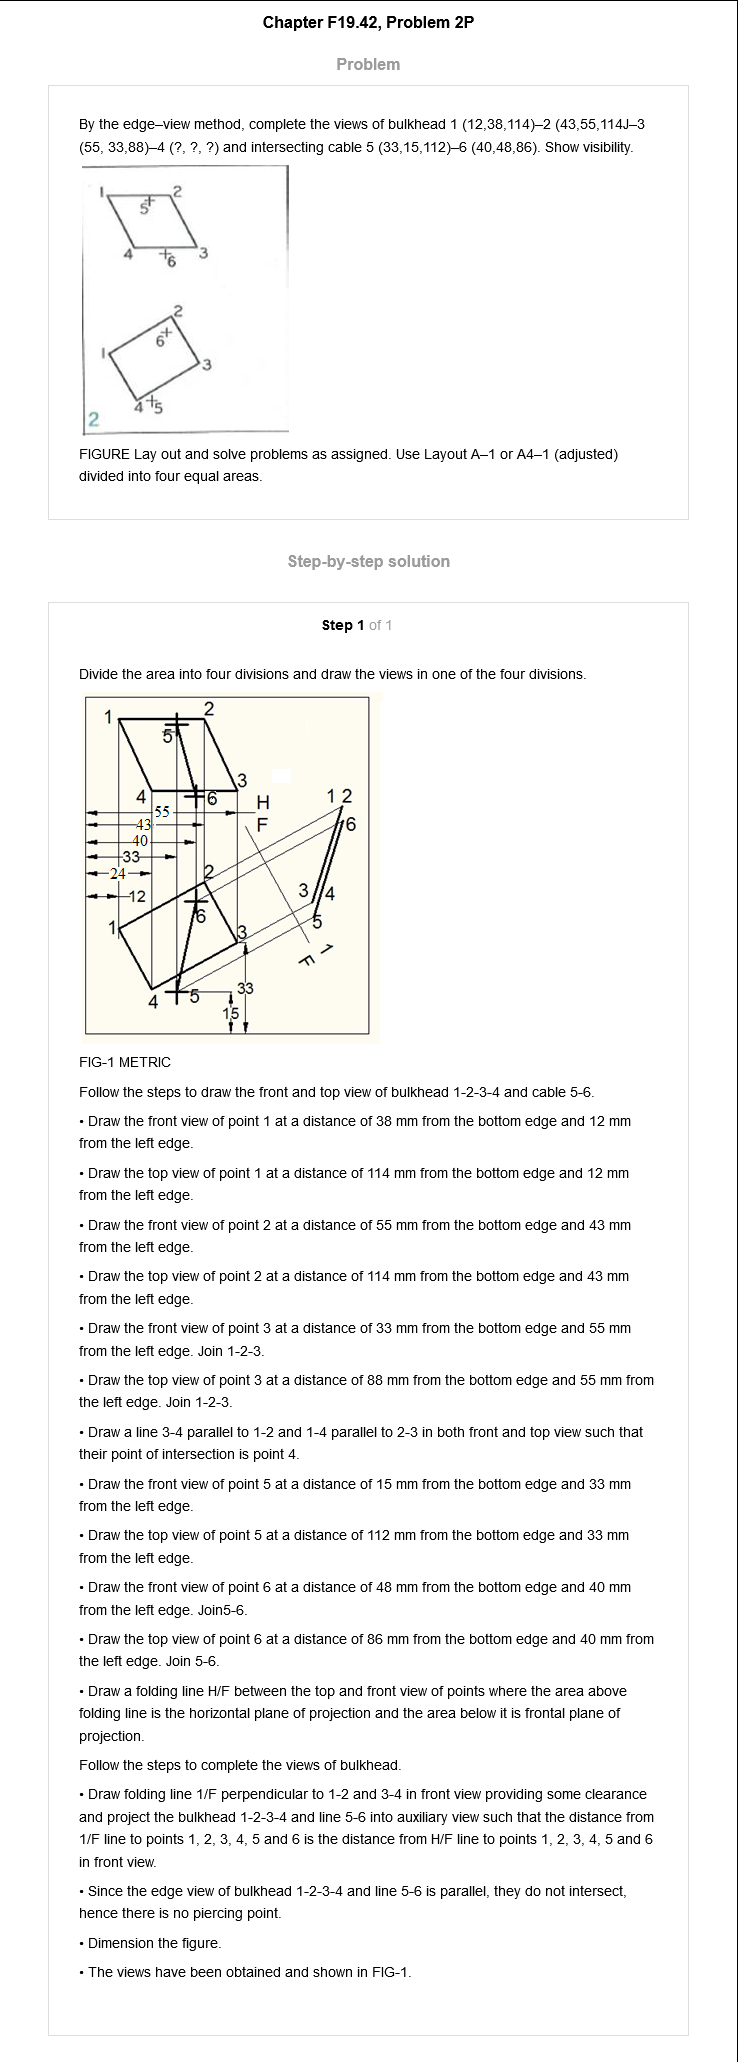 Chapter F19.42, Problem 2P
Problem
By the edge–view method, complete the views of bulkhead 1 (12,38,114)–2 (43,55,114J–3
(55, 33,88)–4 (?, ?, ?) and intersecting cable 5 (33,15,112)–6 (40,48,86). Show visibility.
1 2
5
4 6 3
2
6
1
3
4 5
2
FIGURE Lay out and solve problems as assigned. Use Layout A–1 or A4–1 (adjusted)
divided into four equal areas.
Step-by-step solution
Step 1 of 1
Divide the area into four divisions and draw the views in one of the four divisions.
1 2
5
3
4 6 H 1 2
55
43 F 6
40
33
24 2
3 4
12
6 5
1 3
F 1
4 5 33
15
FIG-1 METRIC
Follow the steps to draw the front and top view of bulkhead 1-2-3-4 and cable 5-6.
• Draw the front view of point 1 at a distance of 38 mm from the bottom edge and 12 mm
from the left edge.
• Draw the top view of point 1 at a distance of 114 mm from the bottom edge and 12 mm
from the left edge.
• Draw the front view of point 2 at a distance of 55 mm from the bottom edge and 43 mm
from the left edge.
• Draw the top view of point 2 at a distance of 114 mm from the bottom edge and 43 mm
from the left edge.
• Draw the front view of point 3 at a distance of 33 mm from the bottom edge and 55 mm
from the left edge. Join 1-2-3.
• Draw the top view of point 3 at a distance of 88 mm from the bottom edge and 55 mm from
the left edge. Join 1-2-3.
• Draw a line 3-4 parallel to 1-2 and 1-4 parallel to 2-3 in both front and top view such that
their point of intersection is point 4.
• Draw the front view of point 5 at a distance of 15 mm from the bottom edge and 33 mm
from the left edge.
• Draw the top view of point 5 at a distance of 112 mm from the bottom edge and 33 mm
from the left edge.
• Draw the front view of point 6 at a distance of 48 mm from the bottom edge and 40 mm
from the left edge. Join5-6.
• Draw the top view of point 6 at a distance of 86 mm from the bottom edge and 40 mm from
the left edge. Join 5-6.
• Draw a folding line H/F between the top and front view of points where the area above
folding line is the horizontal plane of projection and the area below it is frontal plane of
projection.
Follow the steps to complete the views of bulkhead.
• Draw folding line 1/F perpendicular to 1-2 and 3-4 in front view providing some clearance
and project the bulkhead 1-2-3-4 and line 5-6 into auxiliary view such that the distance from
1/F line to points 1, 2, 3, 4, 5 and 6 is the distance from H/F line to points 1, 2, 3, 4, 5 and 6
in front view.
• Since the edge view of bulkhead 1-2-3-4 and line 5-6 is parallel, they do not intersect,
hence there is no piercing point.
• Dimension the figure.
• The views have been obtained and shown in FIG-1.